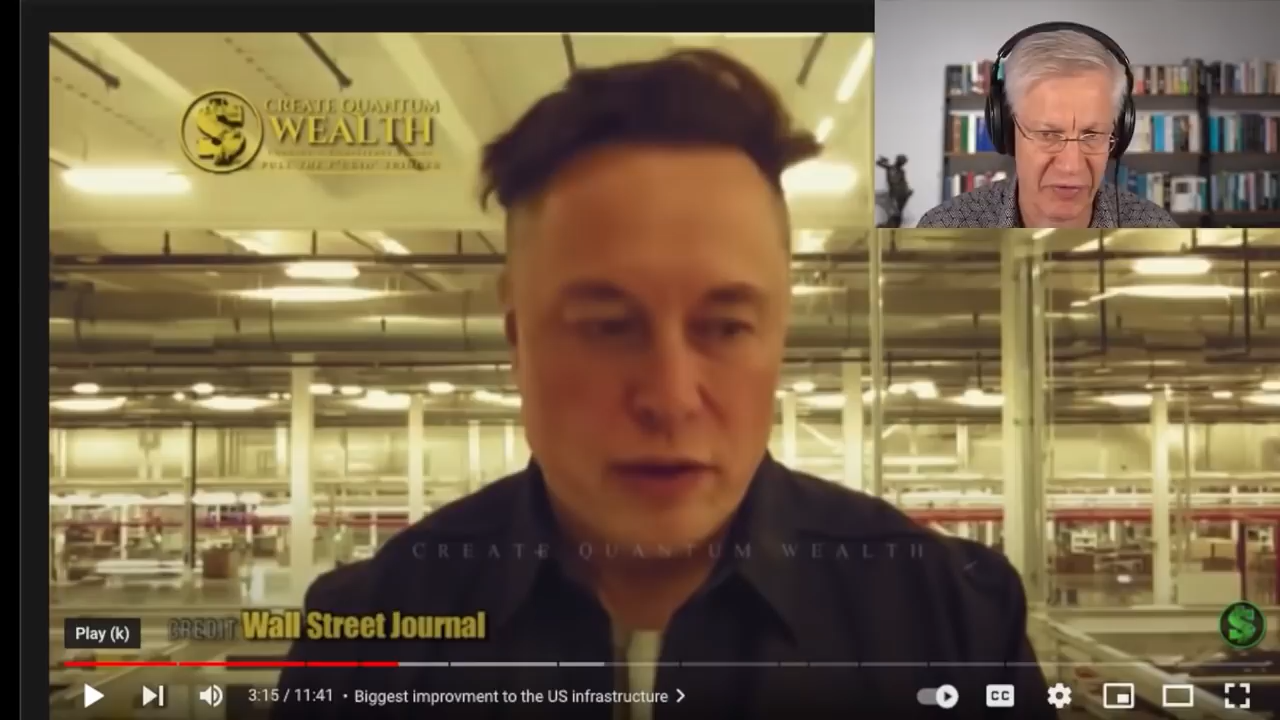 CREATE QUANTUM
WEALTH
CREATE QUANTUM WEALTH
CREDIT Wall Street Journal
Play (k)
3:15 / 11:41 • Biggest improvment to the US infrastructure
CC